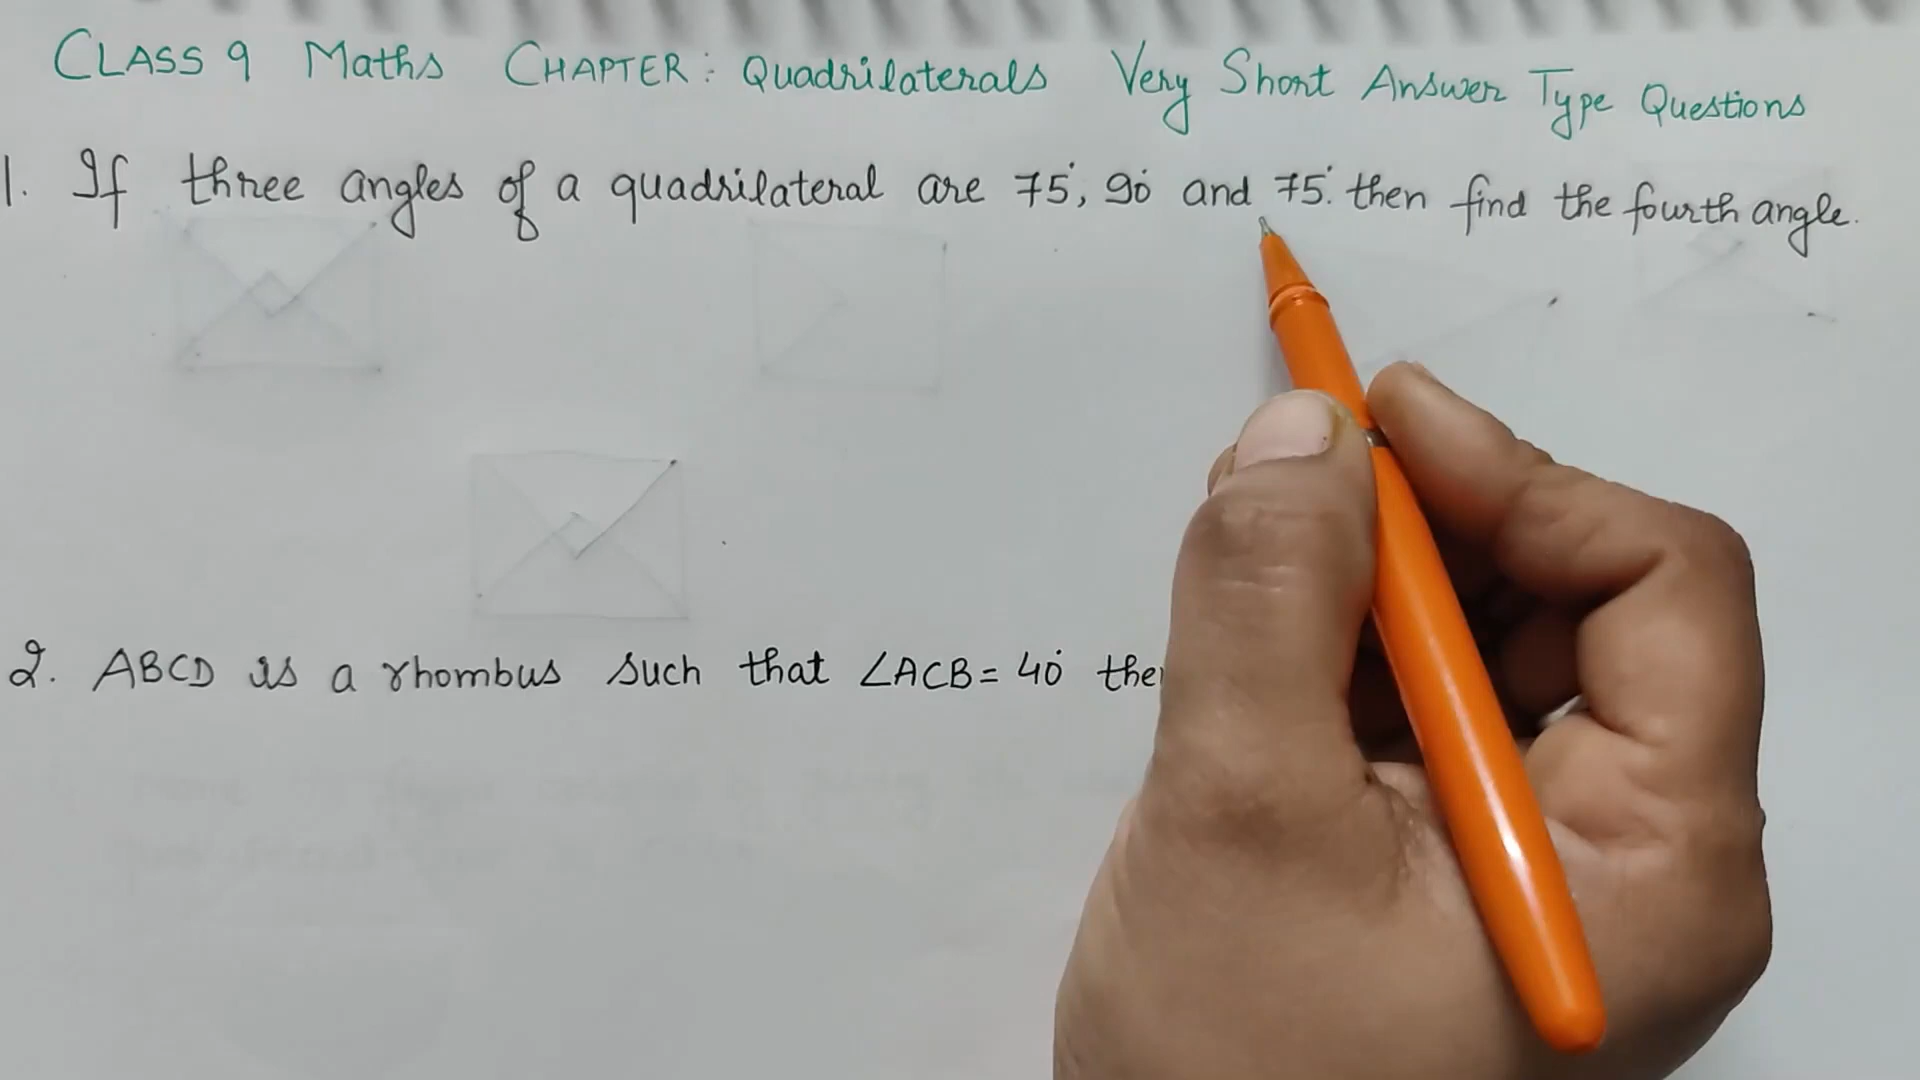 CLASS 9 Maths CHAPTER: Quadrilaterals Very Short Answer Type Questions
1. If three angles of a quadrilateral are 75°, 90° and 75°. then find the fourth angle.
2. ABCD is a rhombus such that ∠ACB = 40°